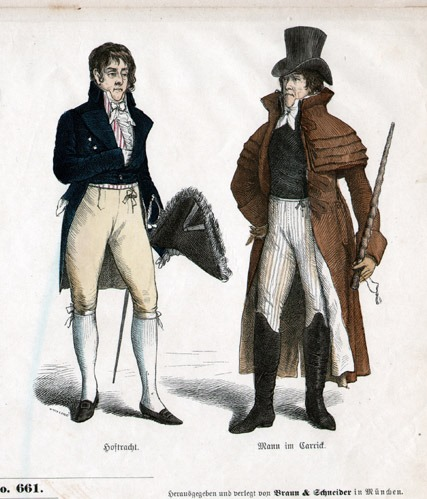 Hoftracht.
Mann im Carrick.
o. 661.
Herausgegeben und verlegt von Braun & Schneider in München.